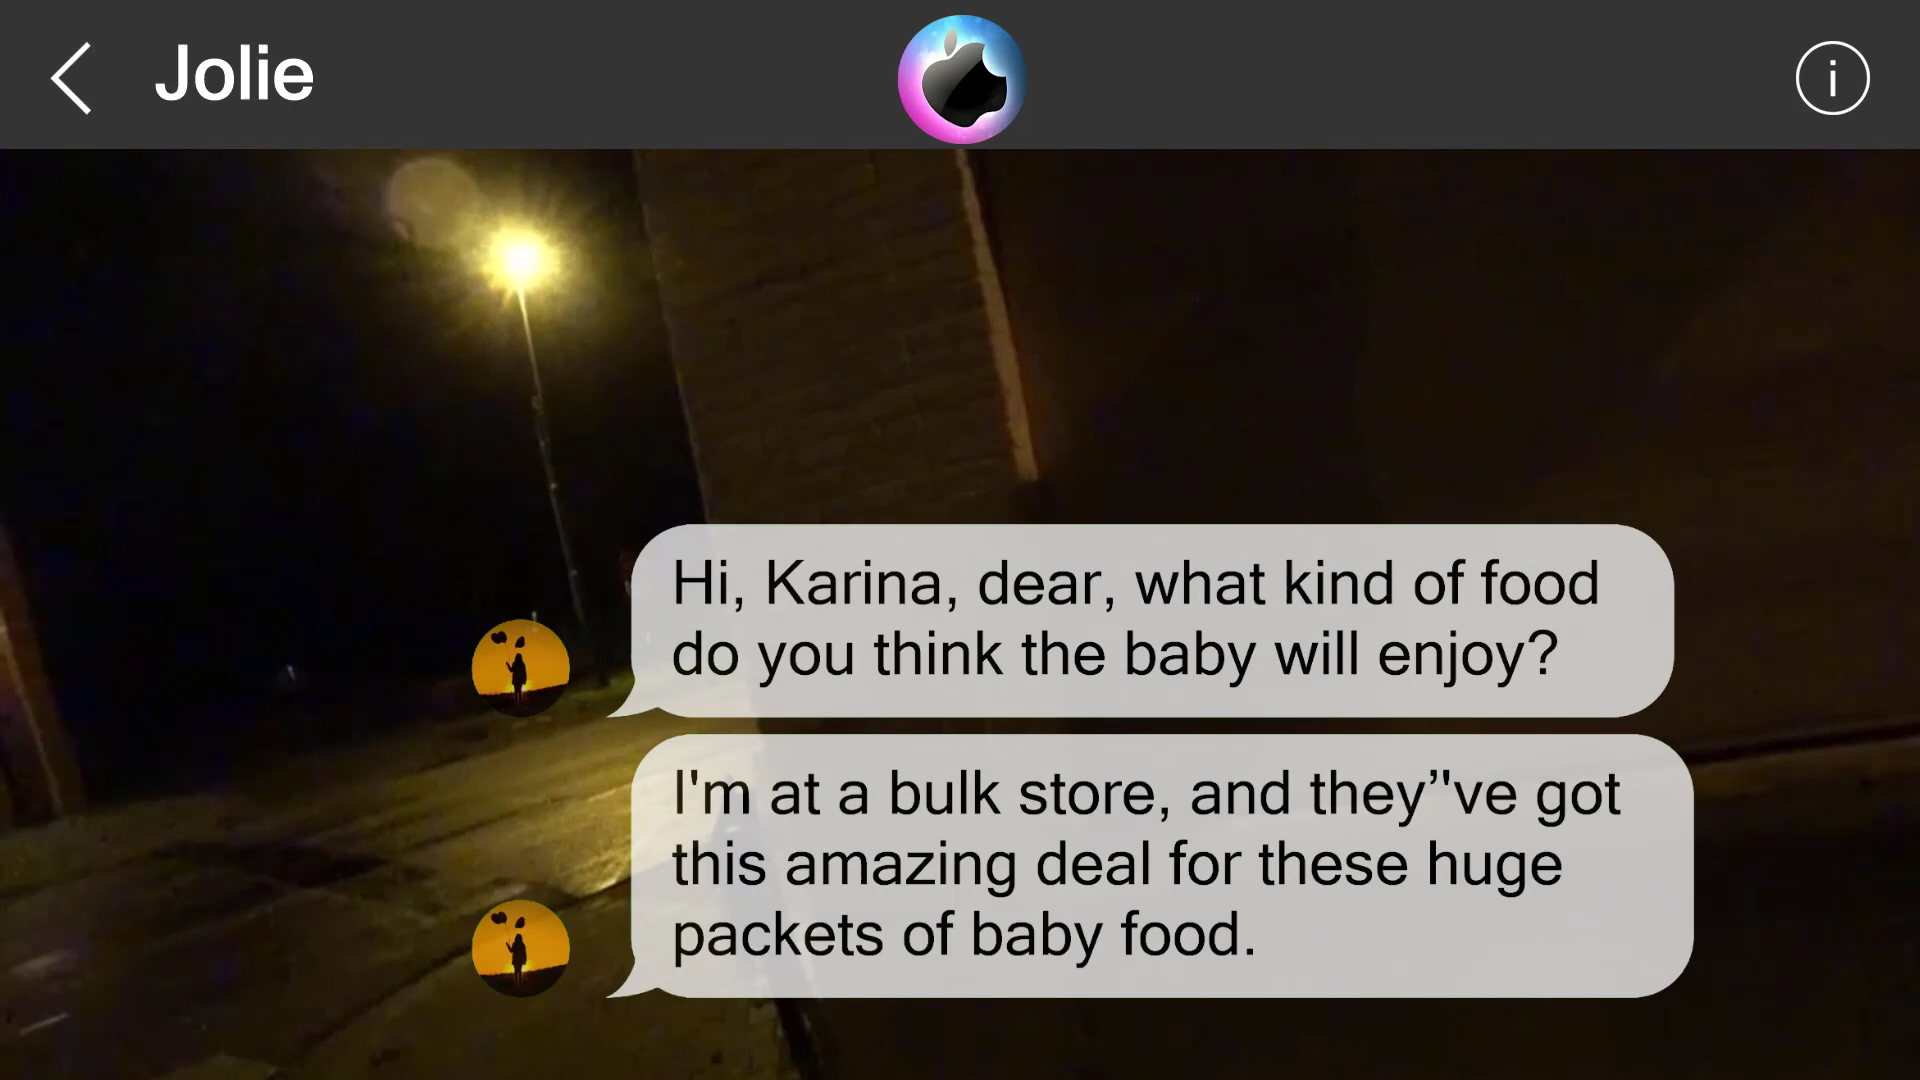 Jolie
i
Hi, Karina, dear, what kind of food
do you think the baby will enjoy?
I'm at a bulk store, and they’'ve got
this amazing deal for these huge
packets of baby food.